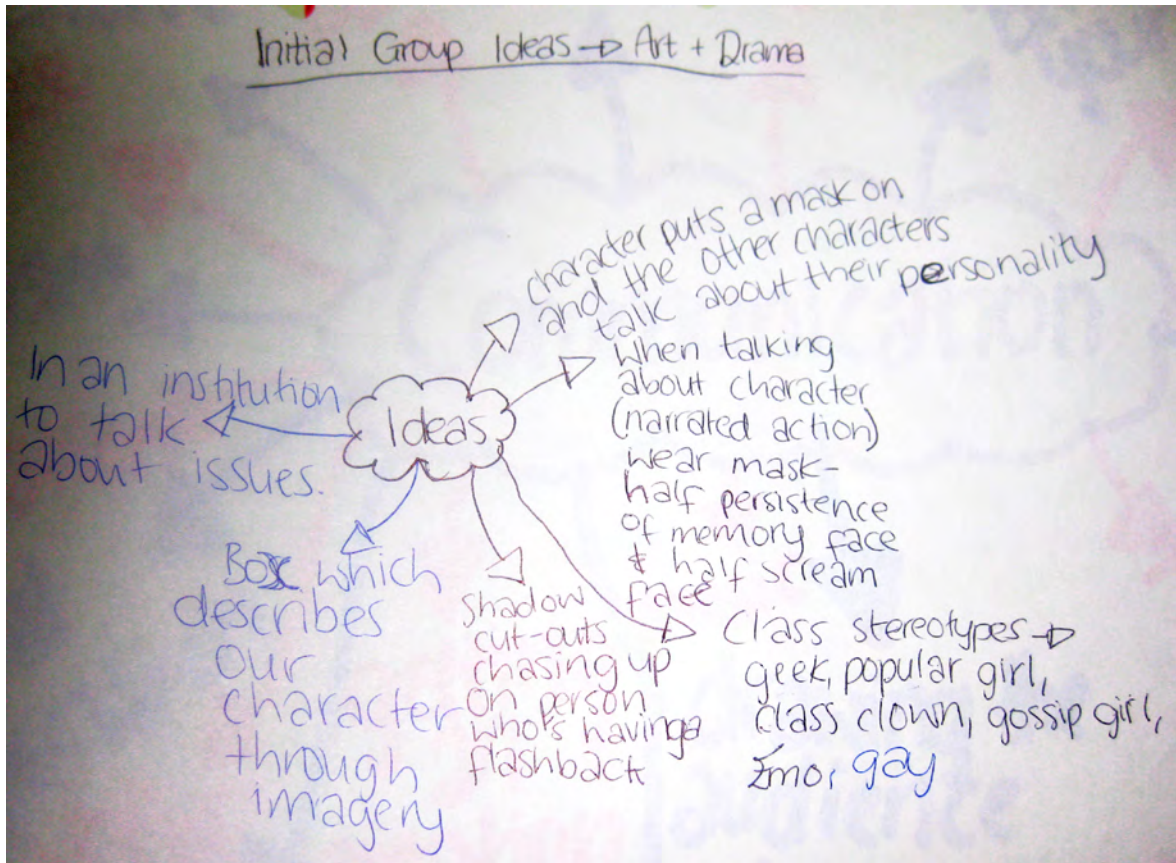 Initial Group Ideas → Art + Drama
character puts a mask on
and the other characters
talk about their personality
When talking
about character
(narrated action)
wear mask-
half persistence
of memory face
& half scream
face
In an institution
to talk
about issues.
Ideas
Box which
describes
our
character
through
imagery
shadow
cut-outs
chasing up
on person
who's having a
flashback
Class stereotypes →
geek, popular girl,
class clown, gossip girl,
Emo, gay